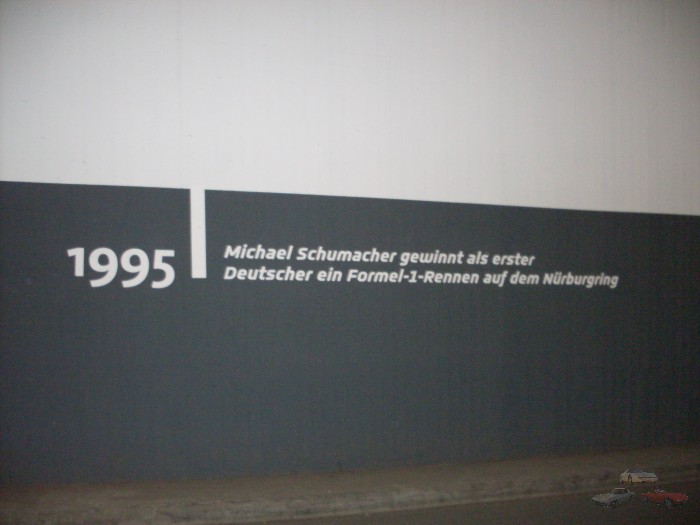 1995
Michael Schumacher gewinnt als erster
Deutscher ein Formel-1-Rennen auf dem Nürburgring